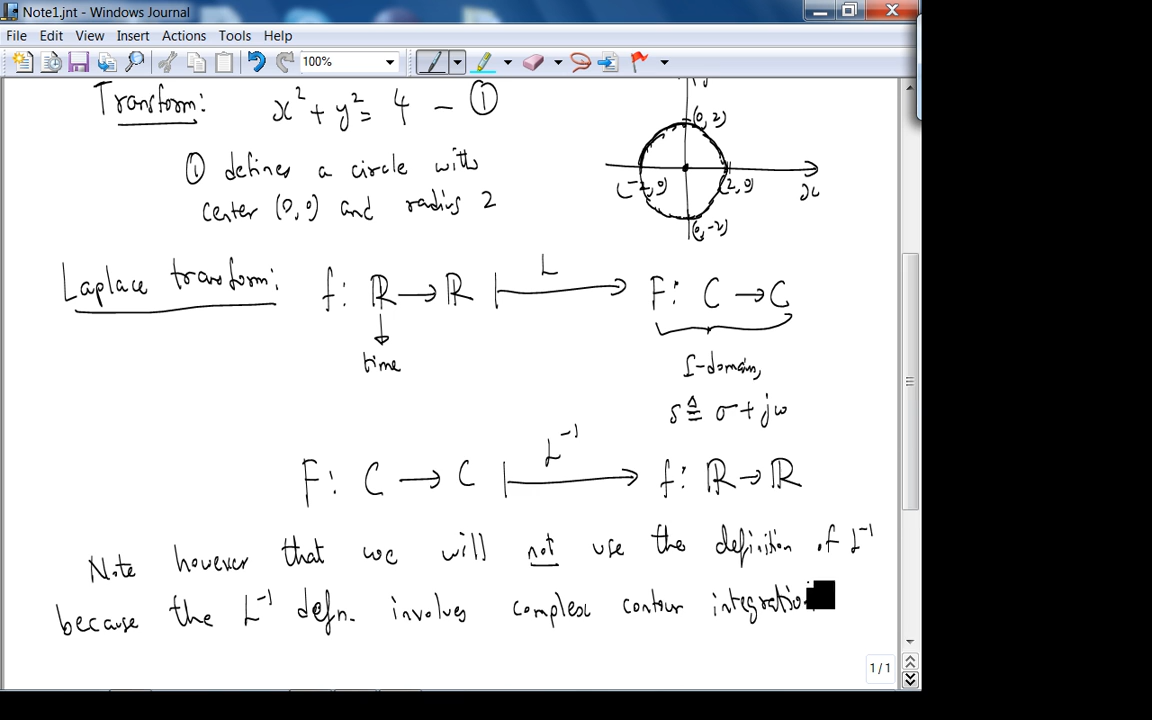 Note1.jnt - Windows Journal
File Edit View Insert Actions Tools Help
100%
Transform: x² + y² = 4 - ①
(0, 2)
(-2, 0) (2, 0) x
(0, -2)
① defines a circle with
center (0, 0) and radius 2
Laplace transform: f: ℝ → ℝ L F: C → C
time
s-domain,
s ≜ σ + jω
F: C → C L⁻¹ f: ℝ → ℝ
Note however that we will not use the definition of L⁻¹
because the L⁻¹ defn. involves complex contour integratio
1 / 1